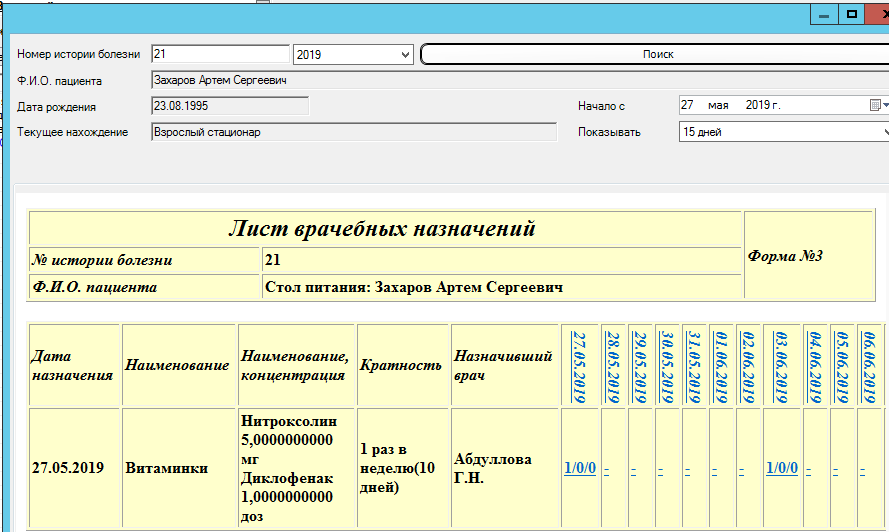 Номер истории болезни 21 2019 Поиск
Ф.И.О. пациента Захаров Артем Сергеевич
Дата рождения 23.08.1995 Начало с 27 мая 2019 г.
Текущее нахождение Взрослый стационар Показывать 15 дней
Лист врачебных назначений
Форма №3
№ истории болезни 21
Ф.И.О. пациента Стол питания: Захаров Артем Сергеевич
Дата
назначения
Наименование
Наименование,
концентрация
Кратность
Назначивший
врач
27.05.2019
28.05.2019
29.05.2019
30.05.2019
31.05.2019
01.06.2019
02.06.2019
03.06.2019
04.06.2019
05.06.2019
06.06.2019
27.05.2019
Витаминки
Нитроксолин
5,0000000000
мг
Диклофенак
1,0000000000
доз
1 раз в
неделю(10
дней)
Абдуллова
Г.Н.
1/0/0 - - - - - - 1/0/0 - - -